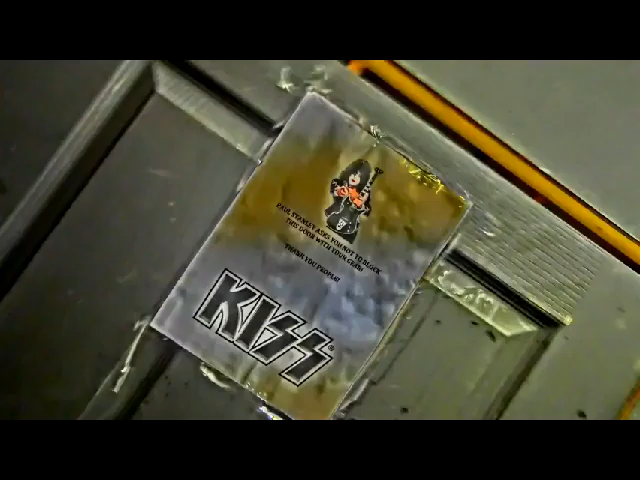 PAUL STANLEY ASKS YOU NOT TO BLOCK
THIS DOOR WITH YOUR GEAR!
THANK YOU PEOPLE!
KISS®